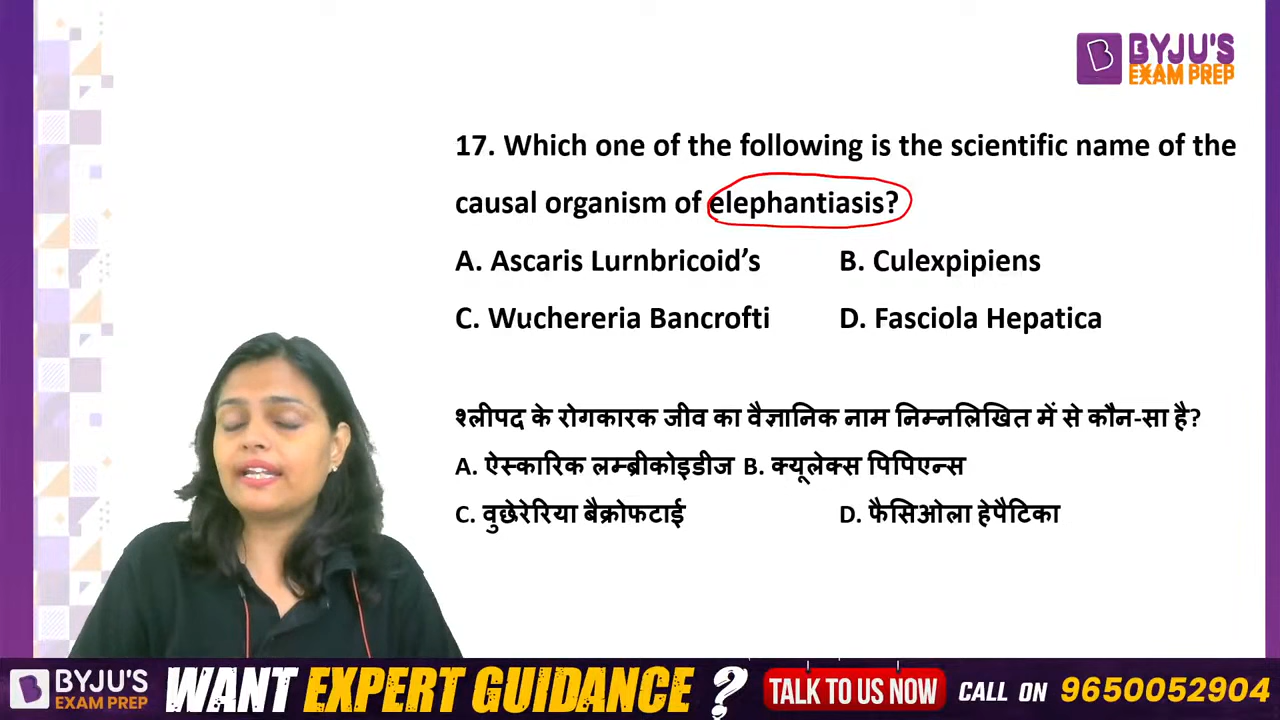 BYJU'S
EXAM PREP
17. Which one of the following is the scientific name of the
causal organism of elephantiasis?
A. Ascaris Lurnbricoid’s B. Culexpipiens
C. Wuchereria Bancrofti D. Fasciola Hepatica
श्लीपद के रोगकारक जीव का वैज्ञानिक नाम निम्नलिखित में से कौन-सा है?
A. ऐस्कारिक लम्ब्रीकोइडीज B. क्यूलेक्स पिपिएन्स
C. वुछेरेरिया बैक्रोफटाई D. फैसिओला हेपैटिका
BYJU'S
EXAM PREP
WANT EXPERT GUIDANCE ? TALK TO US NOW CALL ON 9650052904